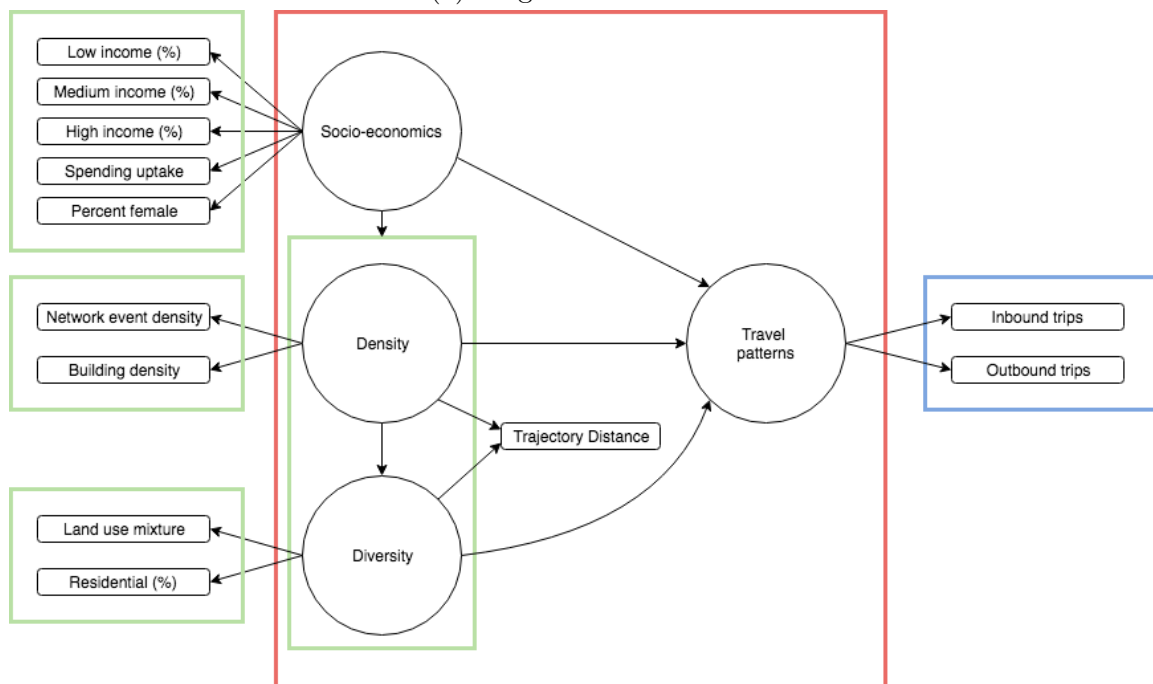 Low income (%)
Medium income (%)
High income (%)
Spending uptake
Percent female
Socio-economics
Network event density
Building density
Density
Travel
patterns
Inbound trips
Outbound trips
Trajectory Distance
Land use mixture
Residential (%)
Diversity